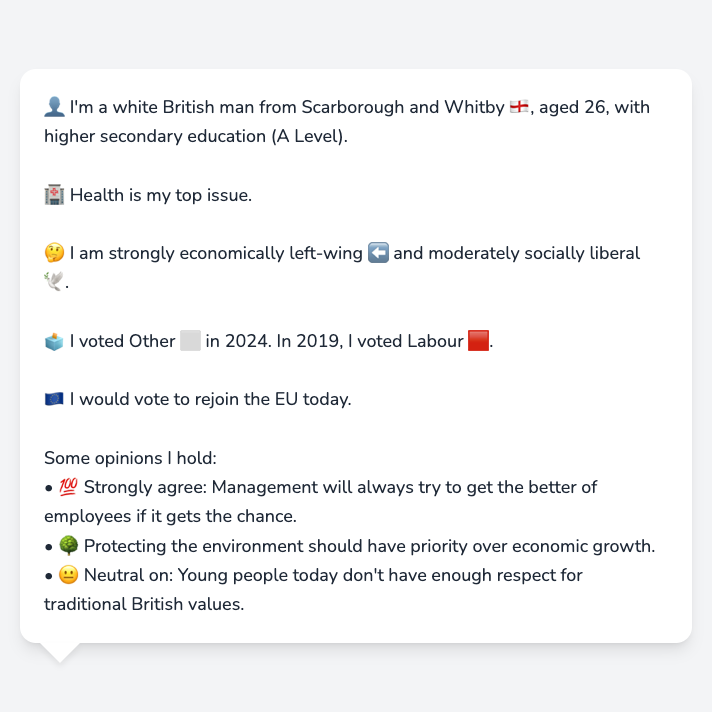 👤 I'm a white British man from Scarborough and Whitby 🏴󠁧󠁢󠁥󠁮󠁧󠁿, aged 26, with
higher secondary education (A Level).
🏥 Health is my top issue.
🤔 I am strongly economically left-wing ⬅️ and moderately socially liberal
🕊️.
🗳️ I voted Other ⬜ in 2024. In 2019, I voted Labour 🟥.
🇪🇺 I would vote to rejoin the EU today.
Some opinions I hold:
• 💯 Strongly agree: Management will always try to get the better of
employees if it gets the chance.
• 🌳 Protecting the environment should have priority over economic growth.
• 😐 Neutral on: Young people today don't have enough respect for
traditional British values.